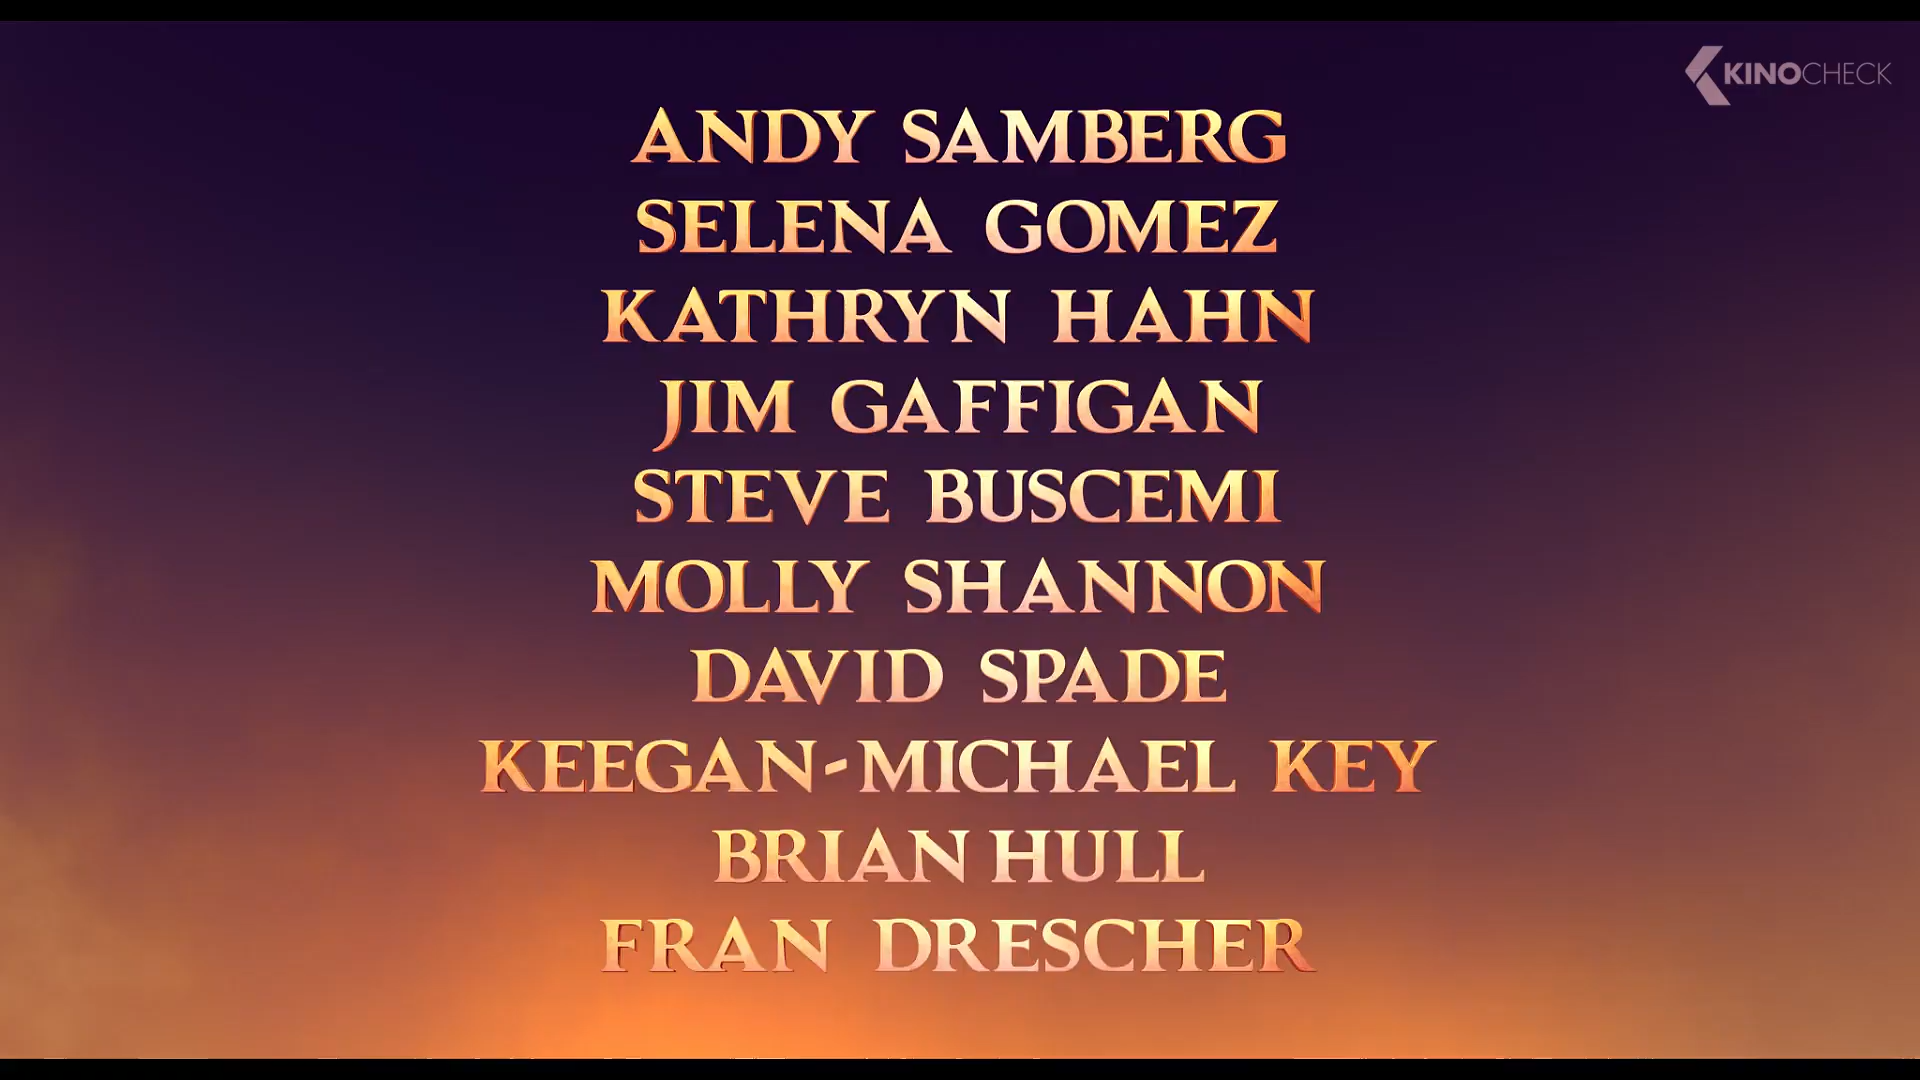 KINOCHECK
ANDY SAMBERG
SELENA GOMEZ
KATHRYN HAHN
JIM GAFFIGAN
STEVE BUSCEMI
MOLLY SHANNON
DAVID SPADE
KEEGAN-MICHAEL KEY
BRIAN HULL
FRAN DRESCHER